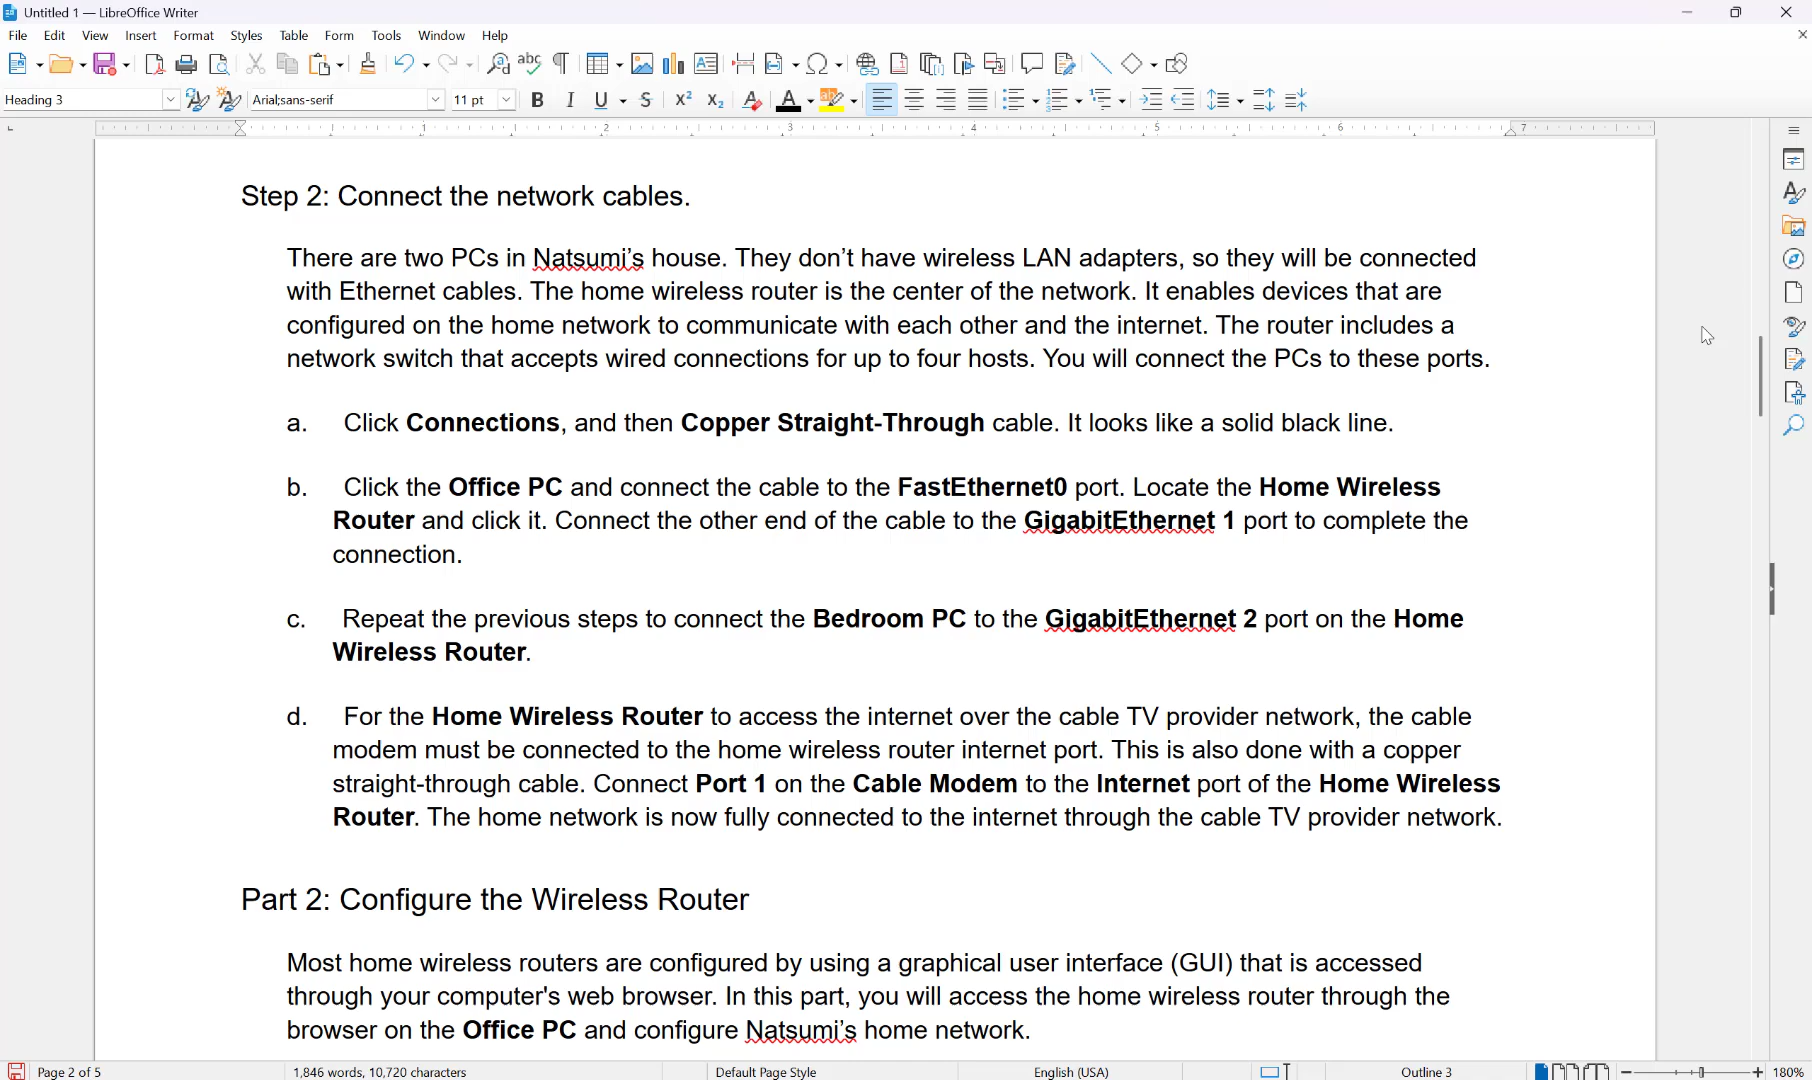 Untitled 1 — LibreOffice Writer
File Edit View Insert Format Styles Table Form Tools Window Help
Heading 3 Arial;sans-serif 11 pt
1 2 3 4 5 6 7
Step 2: Connect the network cables.
There are two PCs in Natsumi’s house. They don’t have wireless LAN adapters, so they will be connected
with Ethernet cables. The home wireless router is the center of the network. It enables devices that are
configured on the home network to communicate with each other and the internet. The router includes a
network switch that accepts wired connections for up to four hosts. You will connect the PCs to these ports.
a. Click Connections, and then Copper Straight-Through cable. It looks like a solid black line.
b. Click the Office PC and connect the cable to the FastEthernet0 port. Locate the Home Wireless
Router and click it. Connect the other end of the cable to the GigabitEthernet 1 port to complete the
connection.
c. Repeat the previous steps to connect the Bedroom PC to the GigabitEthernet 2 port on the Home
Wireless Router.
d. For the Home Wireless Router to access the internet over the cable TV provider network, the cable
modem must be connected to the home wireless router internet port. This is also done with a copper
straight-through cable. Connect Port 1 on the Cable Modem to the Internet port of the Home Wireless
Router. The home network is now fully connected to the internet through the cable TV provider network.
Part 2: Configure the Wireless Router
Most home wireless routers are configured by using a graphical user interface (GUI) that is accessed
through your computer's web browser. In this part, you will access the home wireless router through the
browser on the Office PC and configure Natsumi’s home network.
Page 2 of 5 1,846 words, 10,720 characters Default Page Style English (USA) Outline 3 180%